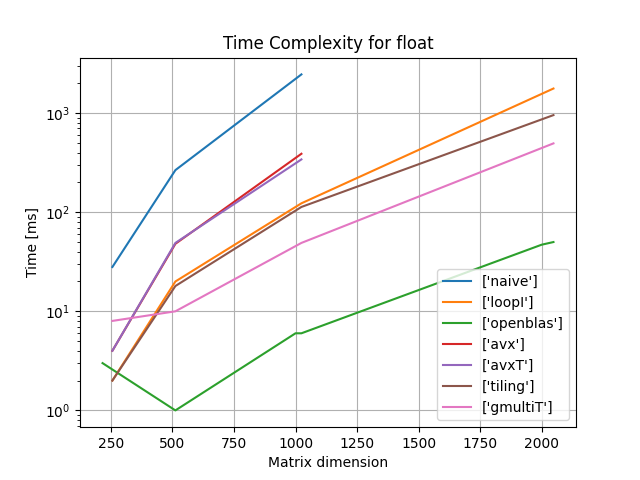 Time Complexity for float
Time [ms]
10³
10²
10¹
10⁰
['naive']
['loopI']
['openblas']
['avx']
['avxT']
['tiling']
['gmultiT']
250 500 750 1000 1250 1500 1750 2000
Matrix dimension